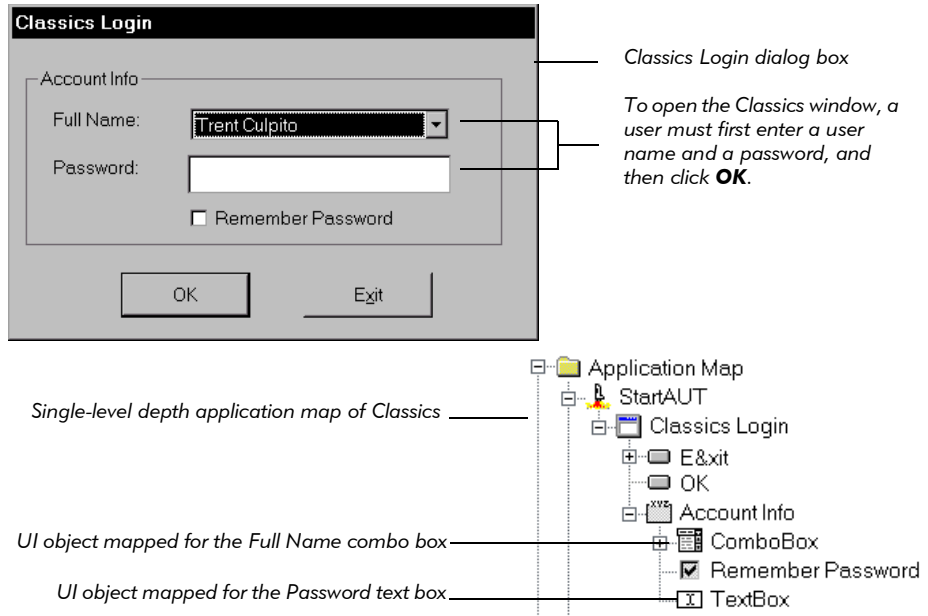 Classics Login
Account Info
Full Name:
Trent Culpito
Password:
Remember Password
OK
Exit
Classics Login dialog box
To open the Classics window, a
user must first enter a user
name and a password, and
then click OK.
Application Map
StartAUT
Single-level depth application map of Classics
Classics Login
E&xit
OK
XYZ
Account Info
UI object mapped for the Full Name combo box
ComboBox
Remember Password
UI object mapped for the Password text box
TextBox